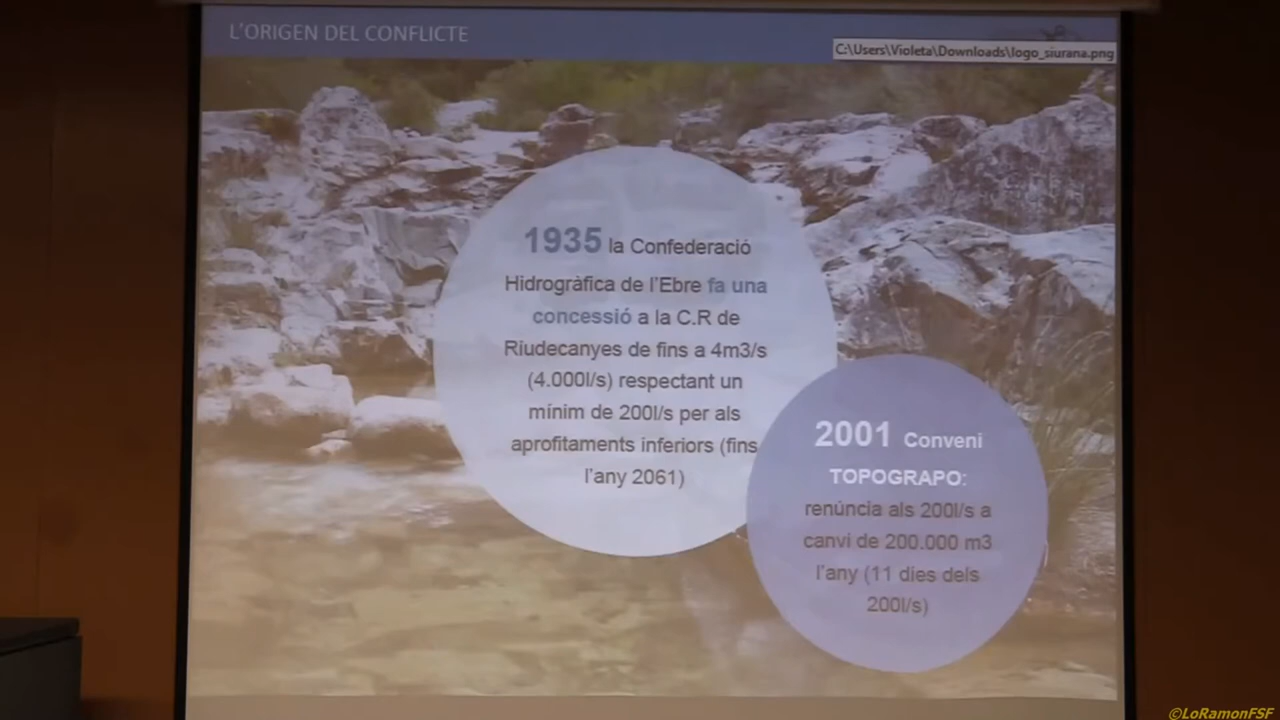 L'ORIGEN DEL CONFLICTE
C:\Users\Violeta\Downloads\logo_siurana.png
1935 la Confederació
Hidrogràfica de l'Ebre fa una
concessió a la C.R de
Riudecanyes de fins a 4m3/s
(4.000l/s) respectant un
mínim de 200l/s per als
aprofitaments inferiors (fins
l'any 2061)
2001 Conveni
TOPOGRAPO:
renúncia als 200l/s a
canvi de 200.000 m3
l'any (11 dies dels
200l/s)
©LoRamonFSF